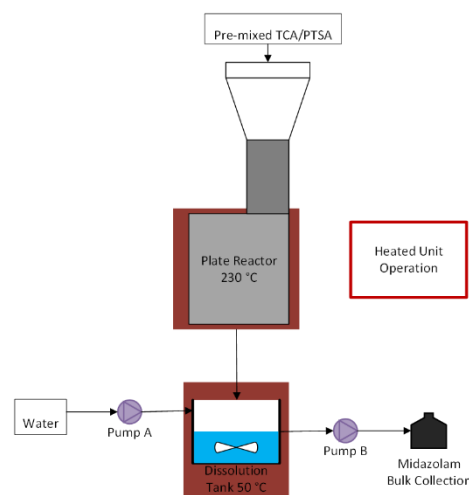 Pre-mixed TCA/PTSA
Plate Reactor
230 °C
Heated Unit
Operation
Water
Pump A
Dissolution
Tank 50 °C
Pump B
Midazolam
Bulk Collection